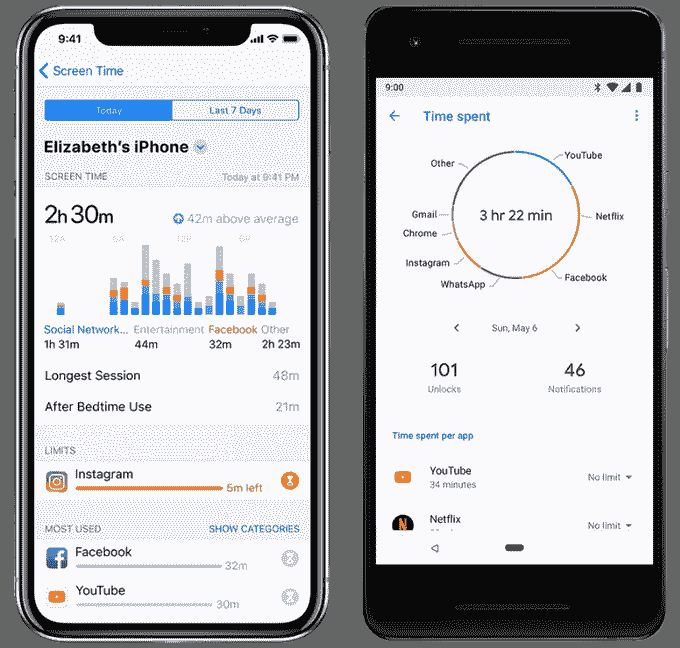 9:41
Screen Time
Today
Last 7 Days
Elizabeth's iPhone
SCREEN TIME
Today at 9:41 PM
2h 30m
42m above average
12A
6A
12P
6P
Social Network...
Entertainment
Facebook
Other
1h 31m
44m
32m
2h 23m
Longest Session
48m
After Bedtime Use
21m
LIMITS
Instagram
5m left
MOST USED
SHOW CATEGORIES
Facebook
32m
YouTube
30m
9:00
Time spent
YouTube
Other
Netflix
Gmail
3 hr 22 min
Chrome
Instagram
Facebook
WhatsApp
Sun, May 6
101
46
Unlocks
Notifications
Time spent per app
YouTube
34 minutes
No limit
Netflix
No limit